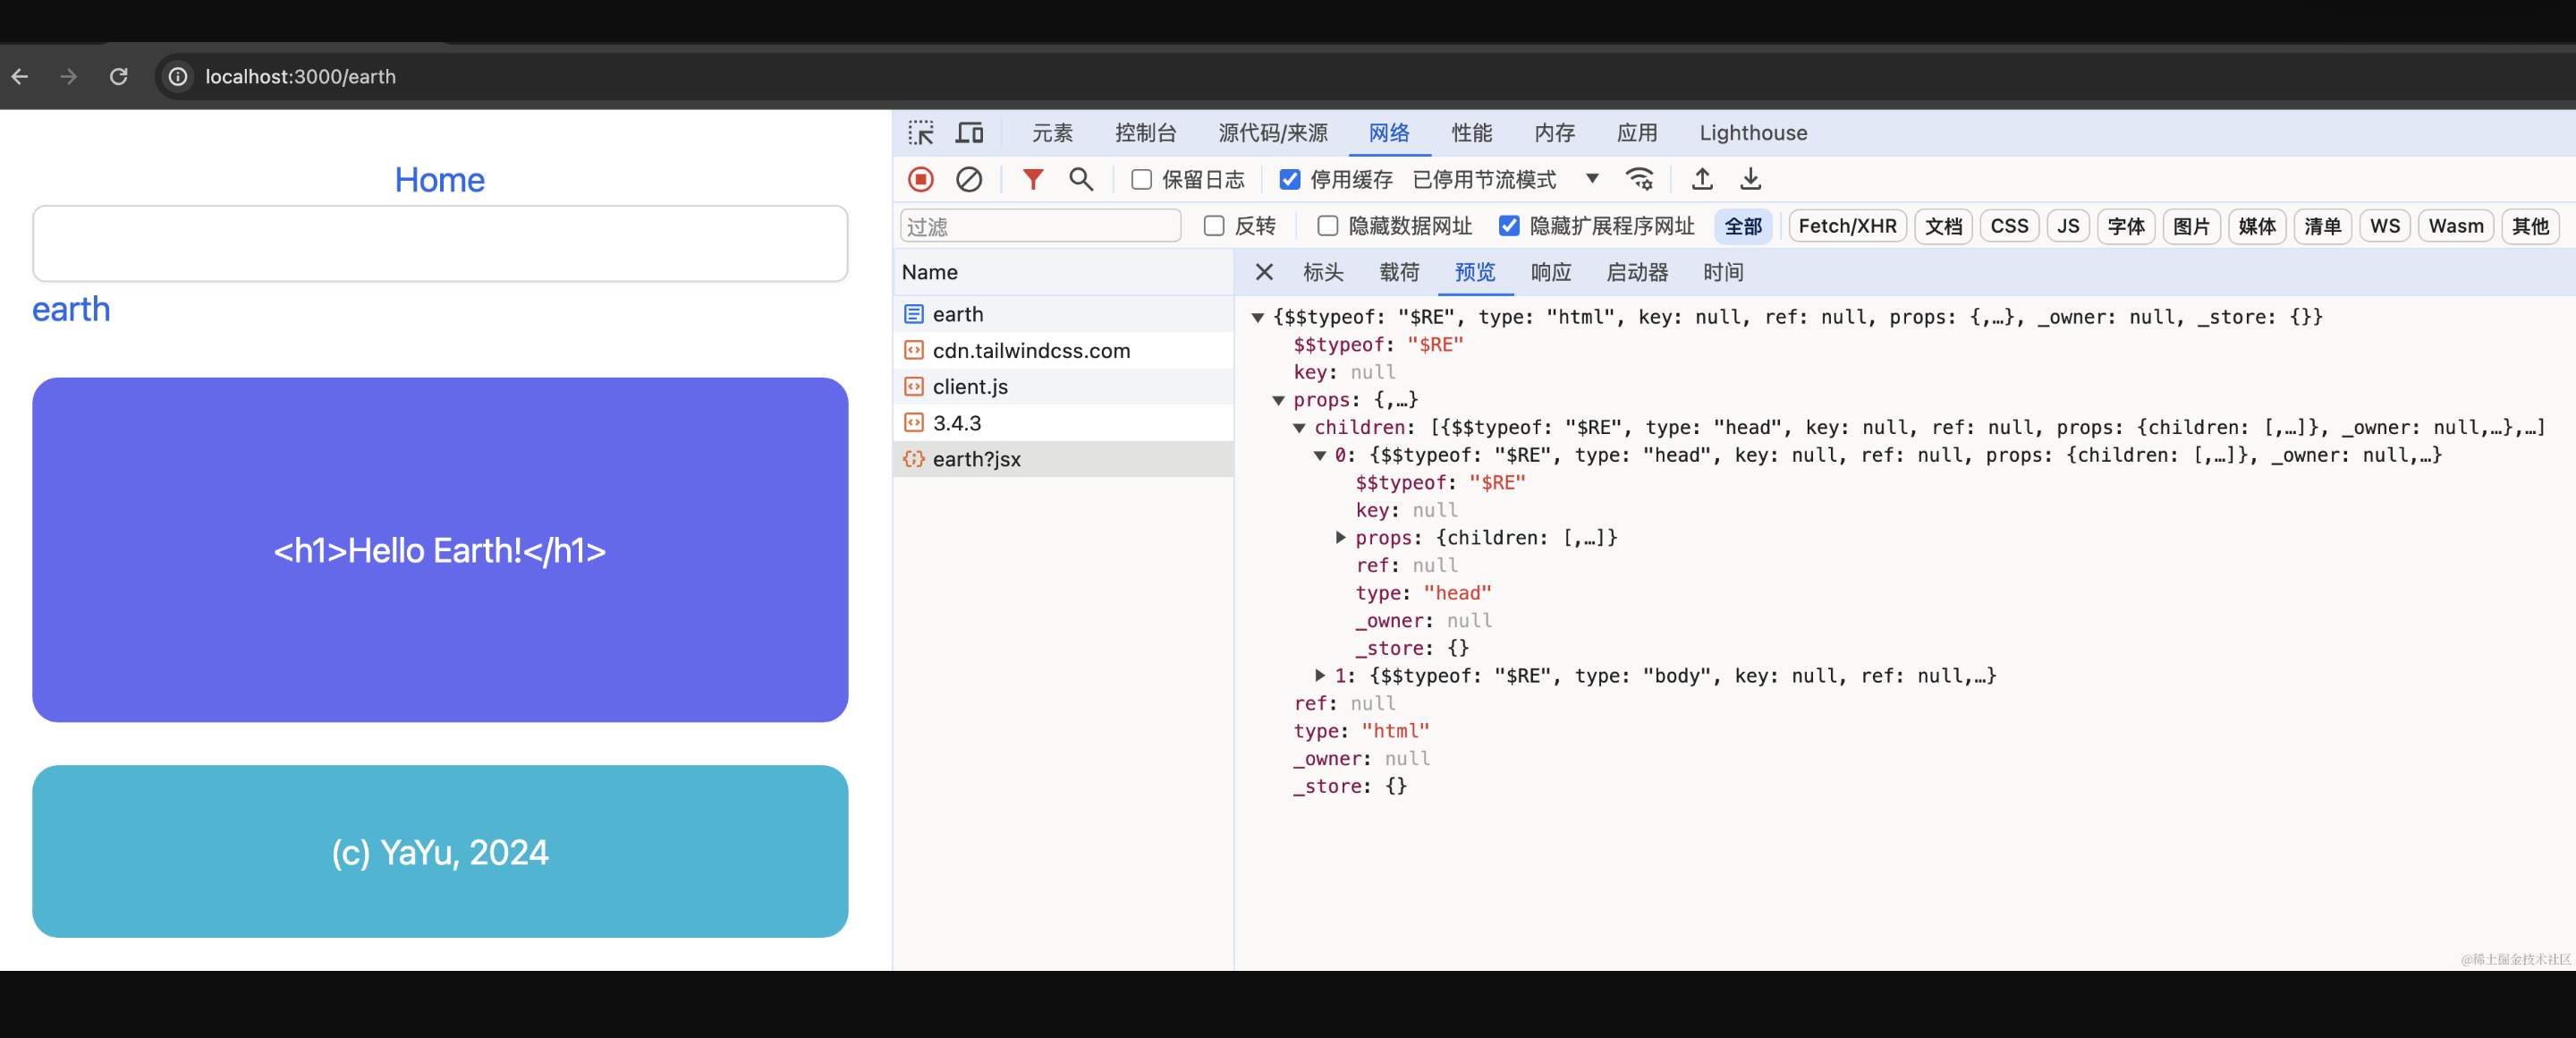 localhost:3000/earth
Home
earth
<h1>Hello Earth!</h1>
(c) YaYu, 2024
元素 控制台 源代码/来源 网络 性能 内存 应用 Lighthouse
保留日志 停用缓存 已停用节流模式
过滤 反转 隐藏数据网址 隐藏扩展程序网址 全部 Fetch/XHR 文档 CSS JS 字体 图片 媒体 清单 WS Wasm 其他
Name
earth
cdn.tailwindcss.com
client.js
3.4.3
earth?jsx
标头 载荷 预览 响应 启动器 时间
{$$typeof: "$RE", type: "html", key: null, ref: null, props: {,…}, _owner: null, _store: {}}
$$typeof: "$RE"
key: null
props: {,…}
children: [{$$typeof: "$RE", type: "head", key: null, ref: null, props: {children: [,…]}, _owner: null,…},…]
0: {$$typeof: "$RE", type: "head", key: null, ref: null, props: {children: [,…]}, _owner: null,…}
$$typeof: "$RE"
key: null
props: {children: [,…]}
ref: null
type: "head"
_owner: null
_store: {}
1: {$$typeof: "$RE", type: "body", key: null, ref: null,…}
ref: null
type: "html"
_owner: null
_store: {}
@稀土掘金技术社区